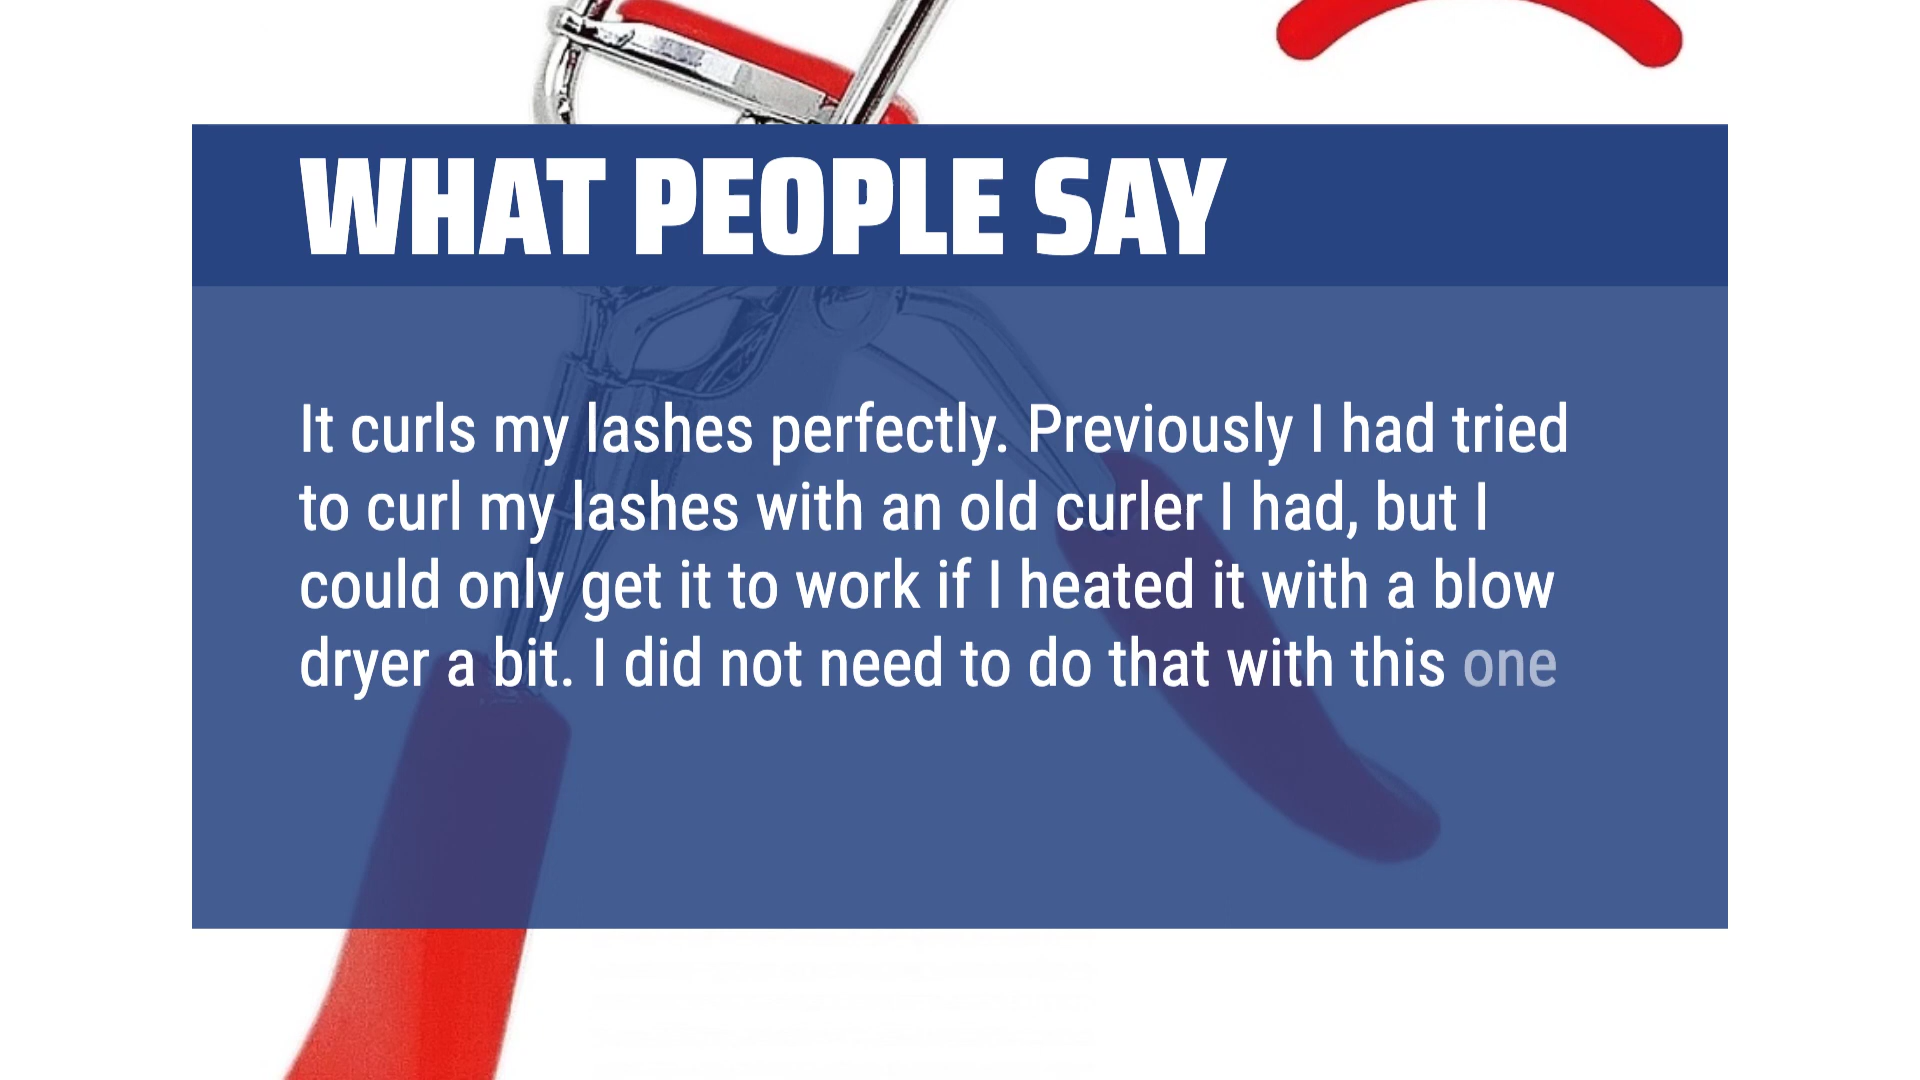 WHAT PEOPLE SAY
It curls my lashes perfectly. Previously I had tried
to curl my lashes with an old curler I had, but I
could only get it to work if I heated it with a blow
dryer a bit. I did not need to do that with this one